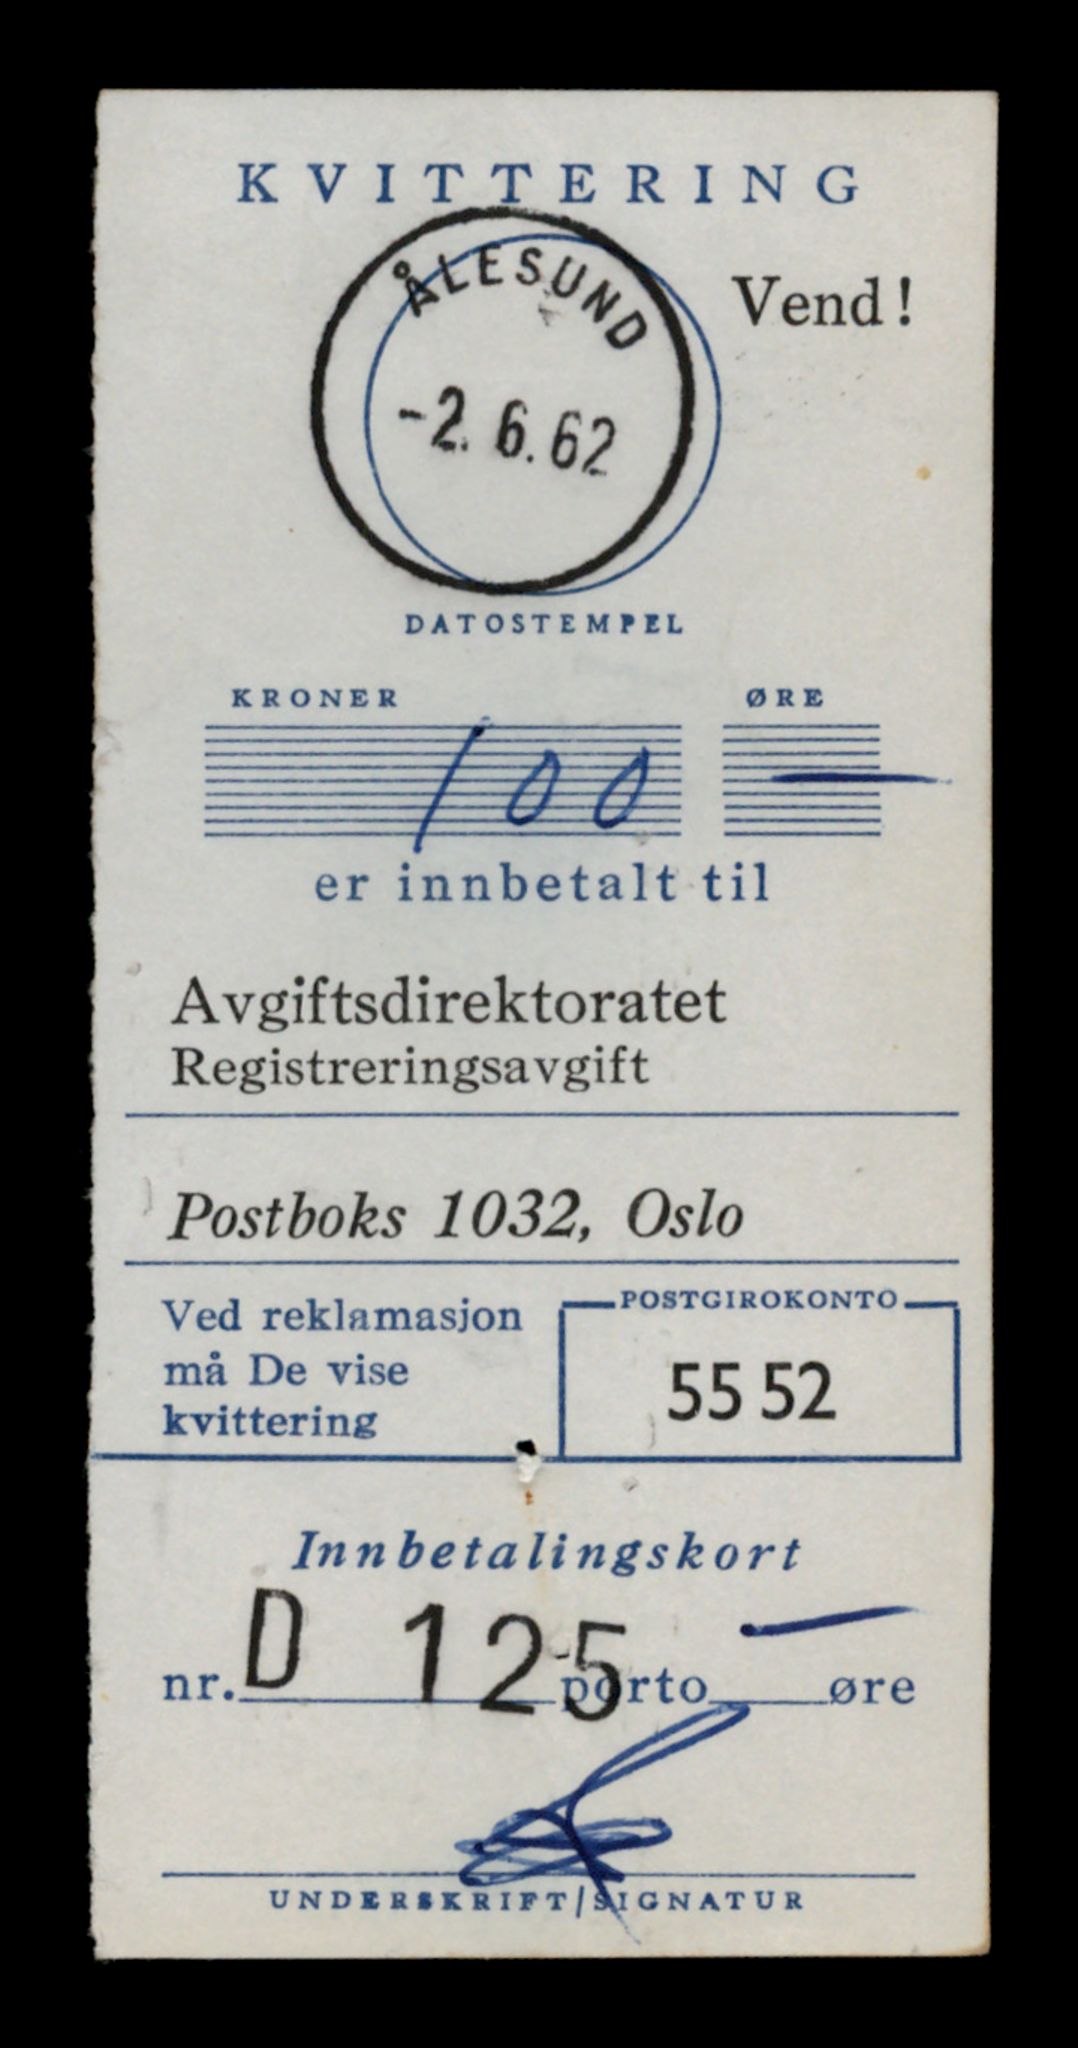 KVITTERING
ÅLESUND
Vend!
-2. 6. 62
DATOSTEMPEL
KRONER ØRE
100 —
er innbetalt til
Avgiftsdirektoratet
Registreringsavgift
Postboks 1032, Oslo
Ved reklamasjon
må De vise
kvittering
POSTGIROKONTO
55 52
Innbetalingskort
nr. D 125 porto — øre
UNDERSKRIFT/SIGNATUR